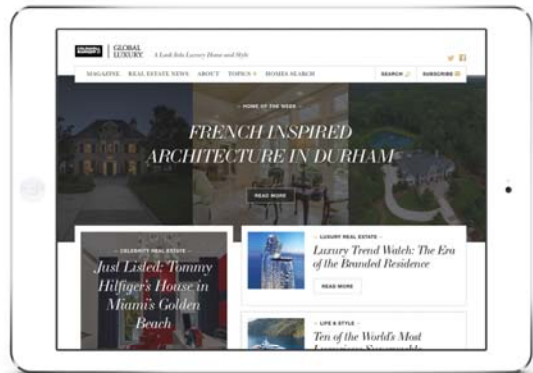 COLDWELL BANKER
GLOBAL
LUXURY
A Look Into Luxury Home and Style
MAGAZINE REAL ESTATE NEWS ABOUT TOPICS HOMES SEARCH SEARCH SUBSCRIBE
HOME OF THE WEEK
FRENCH INSPIRED
ARCHITECTURE IN DURHAM
READ MORE
CELEBRITY REAL ESTATE
Just Listed: Tommy
Hilfiger's House in
Miami's Golden
Beach
LUXURY REAL ESTATE
Luxury Trend Watch: The Era
of the Branded Residence
READ MORE
LIFE & STYLE
Ten of the World's Most